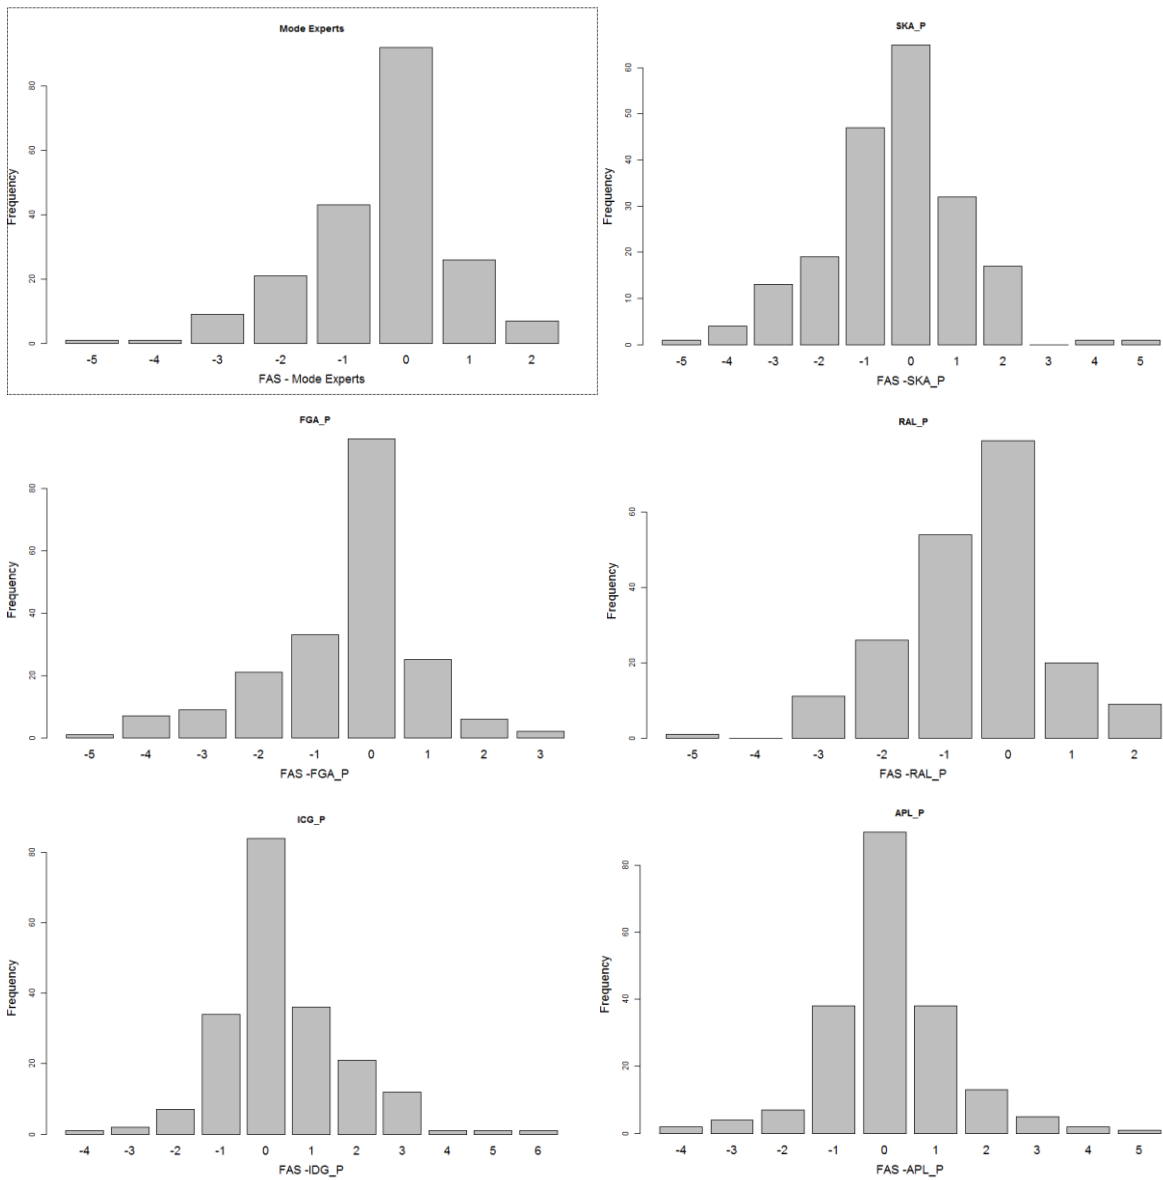 Mode Experts
Frequency
80
60
40
20
0
-5 -4 -3 -2 -1 0 1 2
FAS - Mode Experts
SKA_P
Frequency
60
50
40
30
20
10
0
-5 -4 -3 -2 -1 0 1 2 3 4 5
FAS -SKA_P
FGA_P
Frequency
80
60
40
20
0
-5 -4 -3 -2 -1 0 1 2 3
FAS -FGA_P
RAL_P
Frequency
60
40
20
0
-5 -4 -3 -2 -1 0 1 2
FAS -RAL_P
ICG_P
Frequency
80
60
40
20
0
-4 -3 -2 -1 0 1 2 3 4 5 6
FAS -IDG_P
APL_P
Frequency
80
60
40
20
0
-4 -3 -2 -1 0 1 2 3 4 5
FAS -APL_P